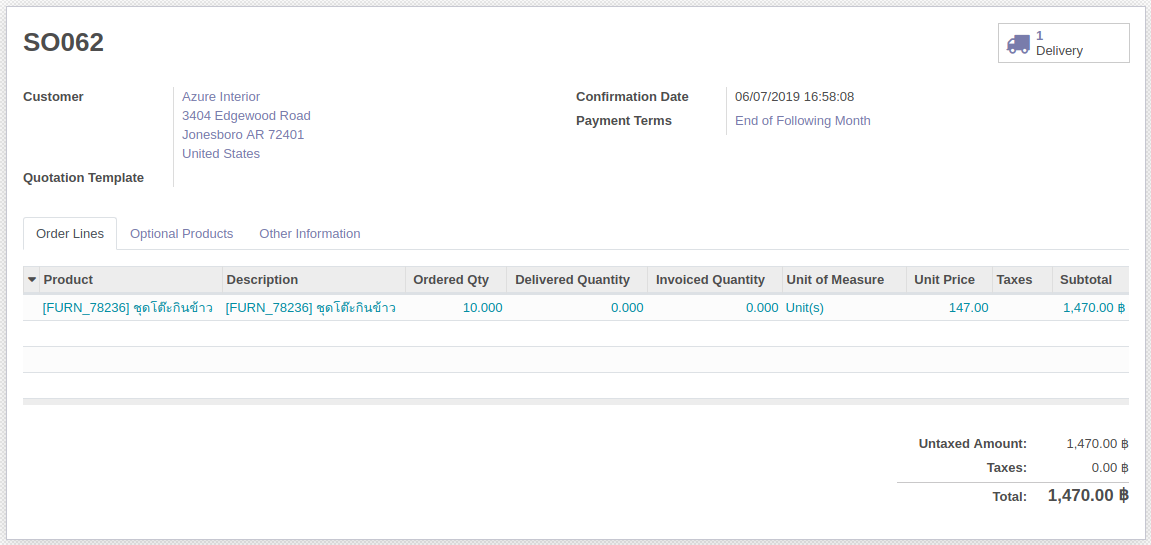 SO062
1
Delivery
Customer
Azure Interior
3404 Edgewood Road
Jonesboro AR 72401
United States
Confirmation Date 06/07/2019 16:58:08
Payment Terms End of Following Month
Quotation Template
Order Lines Optional Products Other Information
Product Description Ordered Qty Delivered Quantity Invoiced Quantity Unit of Measure Unit Price Taxes Subtotal
[FURN_78236] ชุดโต๊ะกินข้าว [FURN_78236] ชุดโต๊ะกินข้าว 10.000 0.000 0.000 Unit(s) 147.00 1,470.00 ฿
Untaxed Amount: 1,470.00 ฿
Taxes: 0.00 ฿
Total: 1,470.00 ฿